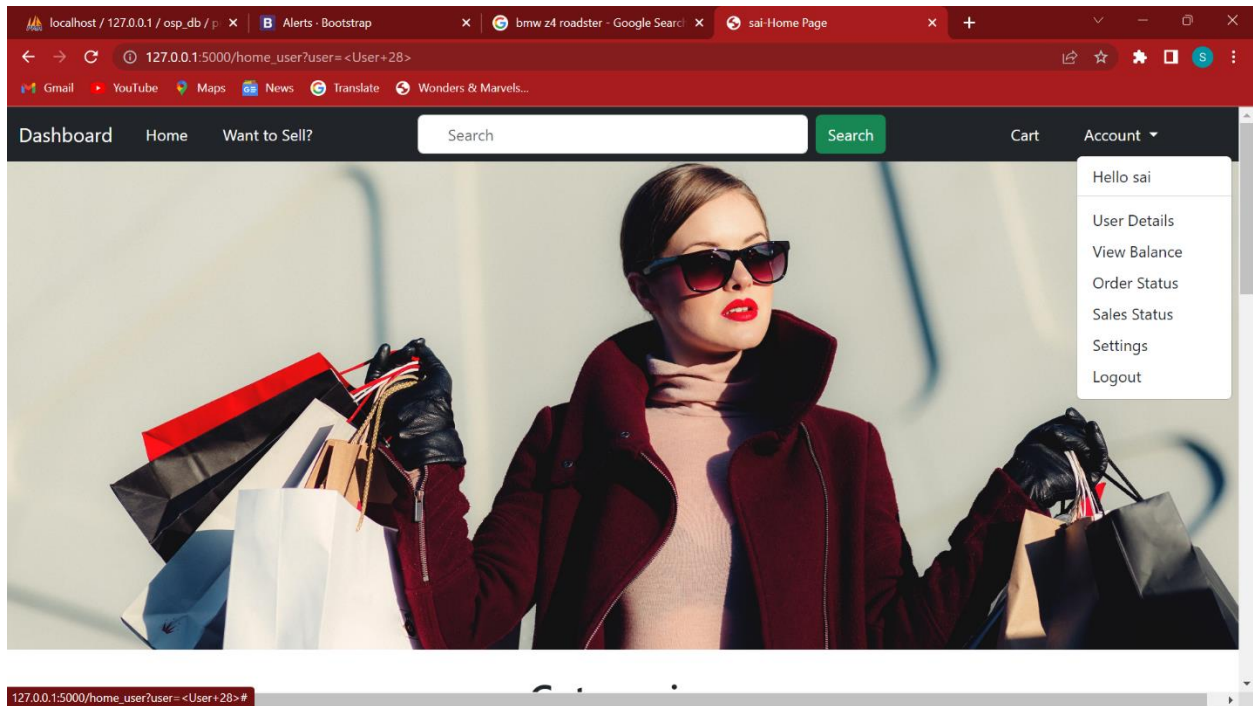 localhost / 127.0.0.1 / osp_db / p
Alerts · Bootstrap
bmw z4 roadster - Google Search
sai-Home Page
127.0.0.1:5000/home_user?user=<User+28>
S
Gmail YouTube Maps News Translate Wonders & Marvels...
Dashboard Home Want to Sell? Search Search Cart Account
Hello sai
User Details
View Balance
Order Status
Sales Status
Settings
Logout
127.0.0.1:5000/home_user?user=<User+28>#